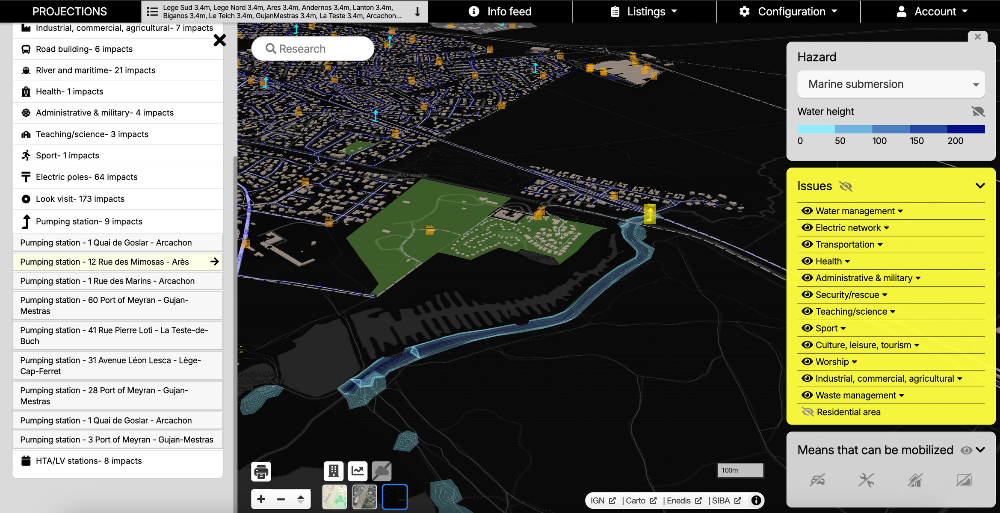 PROJECTIONS
Lege Sud 3.4m, Lege Nord 3.4m, Ares 3.4m, Andernos 3.4m, Lanton 3.4m,
Biganos 3.4m, Le Teich 3.4m, GujanMestras 3.4m, La Teste 3.4m, Arcachon...
Info feed
Listings
Configuration
Account
Industrial, commercial, agricultural- 7 impacts
Road building- 6 impacts
River and maritime- 21 impacts
Health- 1 impacts
Administrative & military- 4 impacts
Teaching/science- 3 impacts
Sport- 1 impacts
Electric poles- 64 impacts
Look visit- 173 impacts
Pumping station- 9 impacts
Pumping station - 1 Quai de Goslar - Arcachon
Pumping station - 12 Rue des Mimosas - Arès
Pumping station - 1 Rue des Marins - Arcachon
Pumping station - 60 Port of Meyran - Gujan-
Mestras
Pumping station - 41 Rue Pierre Loti - La Teste-de-
Buch
Pumping station - 31 Avenue Léon Lesca - Lège-
Cap-Ferret
Pumping station - 28 Port of Meyran - Gujan-
Mestras
Pumping station - 1 Quai de Goslar - Arcachon
Pumping station - 3 Port of Meyran - Gujan-Mestras
HTA/LV stations- 8 impacts
Research
100m
IGN | Carto | Enedis | SIBA
Hazard
Marine submersion
Water height
0 50 100 150 200
Issues
Water management
Electric network
Transportation
Health
Administrative & military
Security/rescue
Teaching/science
Sport
Culture, leisure, tourism
Worship
Industrial, commercial, agricultural
Waste management
Residential area
Means that can be mobilized